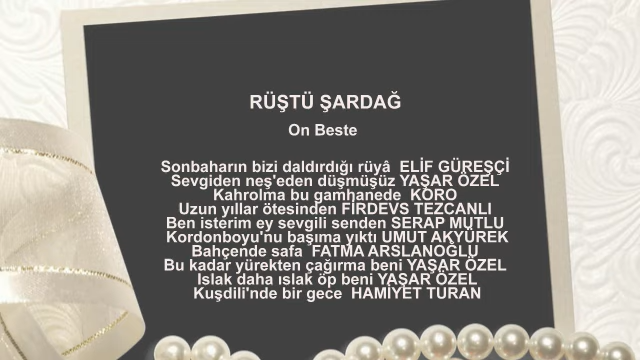 RÜŞTÜ ŞARDAĞ
On Beste
Sonbaharın bizi daldırdığı rüyâ ELİF GÜREŞÇİ
Sevgiden neş'eden düşmüşüz YAŞAR ÖZEL
Kahrolma bu gamhanede KORO
Uzun yıllar ötesinden FİRDEVS TEZCANLI
Ben isterim ey sevgili senden SERAP MUTLU
Kordonboyu'nu başıma yıktı UMUT AKYÜREK
Bahçende safa FATMA ARSLANOĞLU
Bu kadar yürekten çağırma beni YAŞAR ÖZEL
Islak daha ıslak öp beni YAŞAR ÖZEL
Kuşdili'nde bir gece HAMİYET TURAN